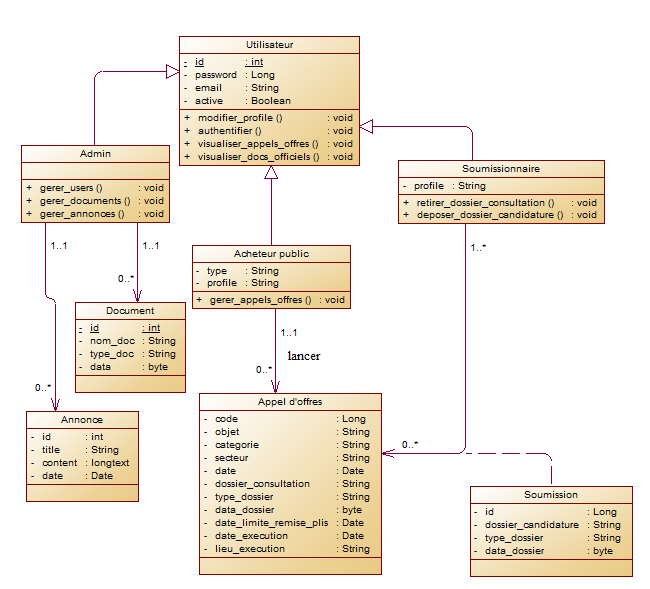 Utilisateur
- id : int
- password : Long
- email : String
- active : Boolean
+ modifier_profile () : void
+ authentifier () : void
+ visualiser_appels_offres () : void
+ visualiser_docs_officiels () : void
Admin
+ gerer_users () : void
+ gerer_documents () : void
+ gerer_annonces () : void
Soumissionnaire
- profile : String
+ retirer_dossier_consultation () : void
+ deposer_dossier_candidature () : void
1..1
1..1
1..*
Acheteur public
- type : String
- profile : String
+ gerer_appels_offres () : void
0..*
Document
- id : int
- nom_doc : String
- type_doc : String
- data : byte
1..1
lancer
0..*
0..*
Annonce
- id : int
- title : String
- content : longtext
- date : Date
Appel d'offres
- code : Long
- objet : String
- categorie : String
- secteur : String
- date : Date
- dossier_consultation : String
- type_dossier : String
- data_dossier : byte
- date_limite_remise_plis : Date
- date_execution : Date
- lieu_execution : String
0..*
Soumission
- id : Long
- dossier_candidature : String
- type_dossier : String
- data_dossier : byte